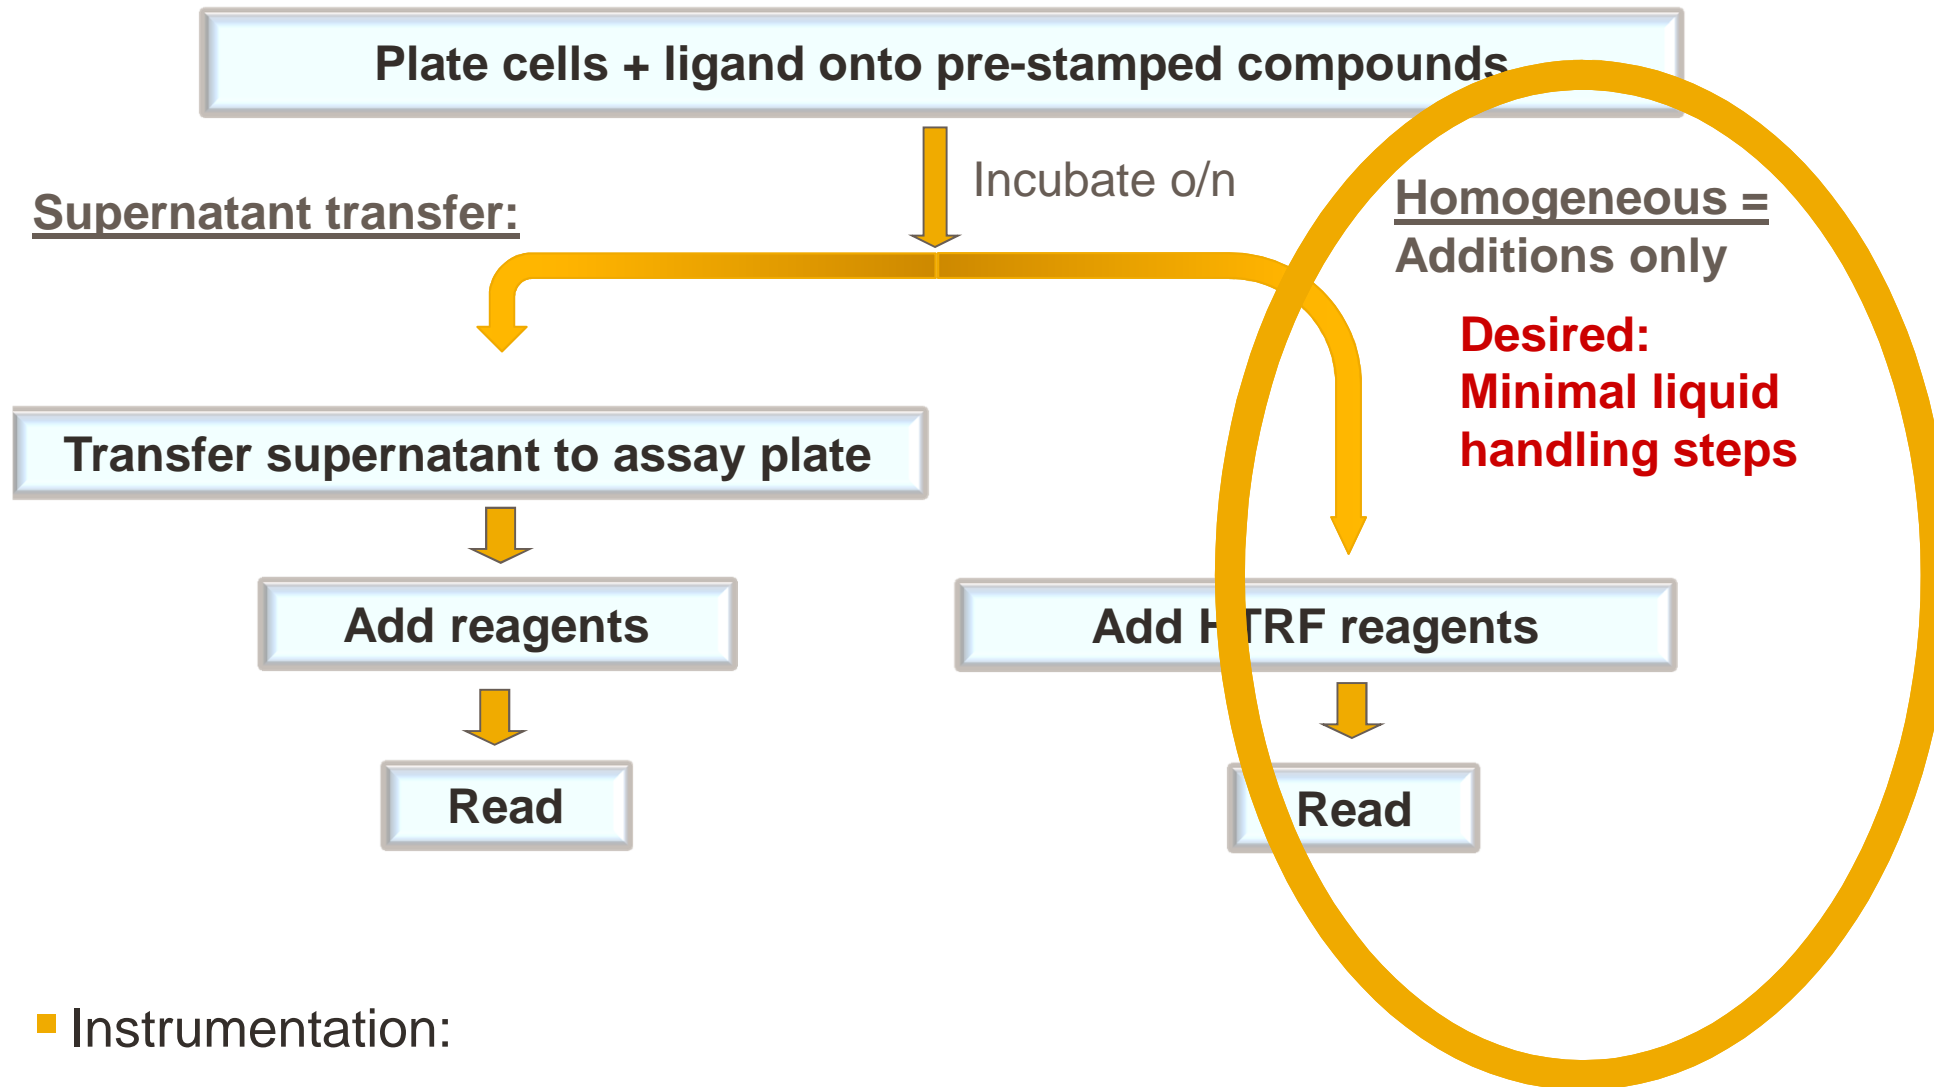 Plate cells + ligand onto pre-stamped compounds
Incubate o/n
Supernatant transfer:
Homogeneous =
Additions only
Desired:
Minimal liquid
handling steps
Transfer supernatant to assay plate
Add reagents
Add HTRF reagents
Read
Read
Instrumentation: